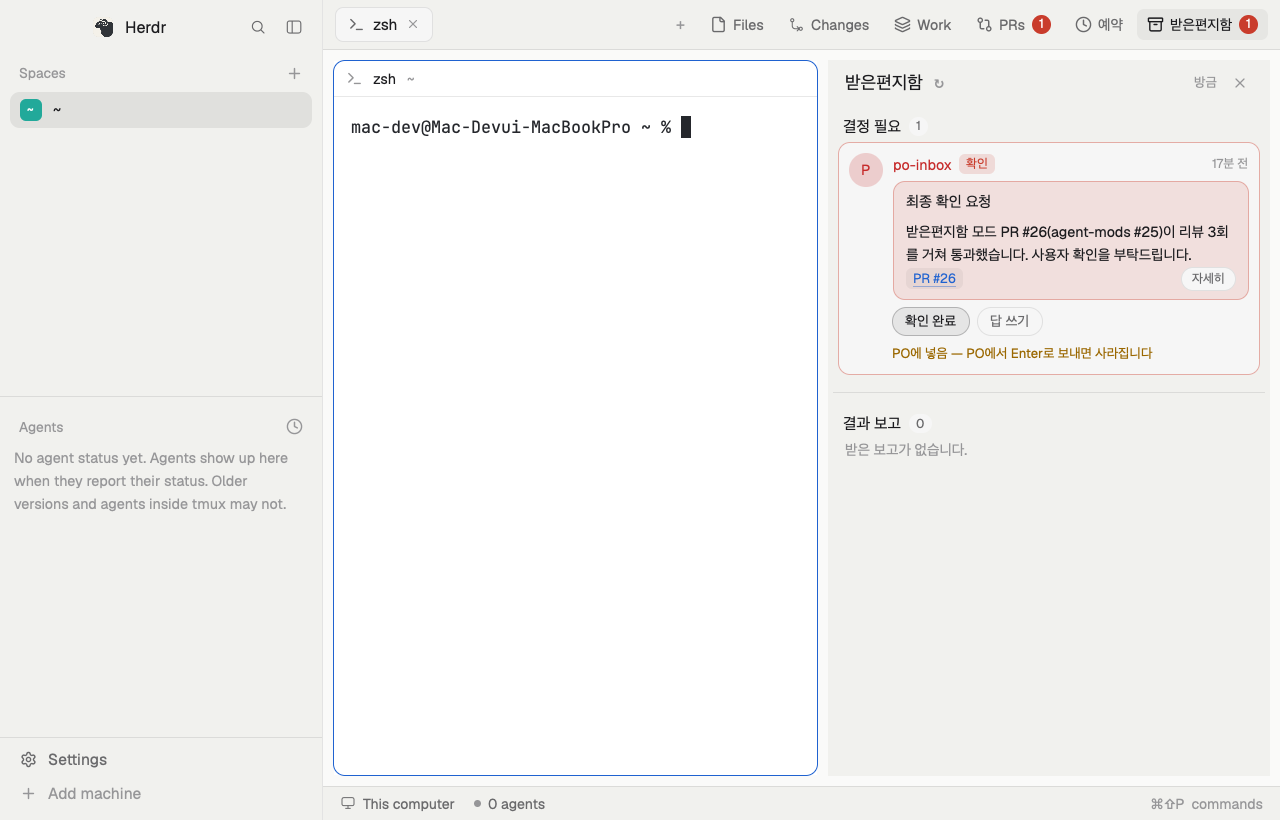 Herdr
Spaces
~ ~
Agents
No agent status yet. Agents show up here
when they report their status. Older
versions and agents inside tmux may not.
Settings
Add machine
zsh
Files
Changes
Work
PRs 1
예약
받은편지함 1
zsh ~
mac-dev@Mac-Devui-MacBookPro ~ %
받은편지함
방금
결정 필요 1
P
po-inbox 확인
17분 전
최종 확인 요청
받은편지함 모드 PR #26(agent-mods #25)이 리뷰 3회
를 거쳐 통과했습니다. 사용자 확인을 부탁드립니다.
PR #26
자세히
확인 완료
답 쓰기
PO에 넣음 — PO에서 Enter로 보내면 사라집니다
결과 보고 0
받은 보고가 없습니다.
This computer
0 agents
⌘⇧P commands